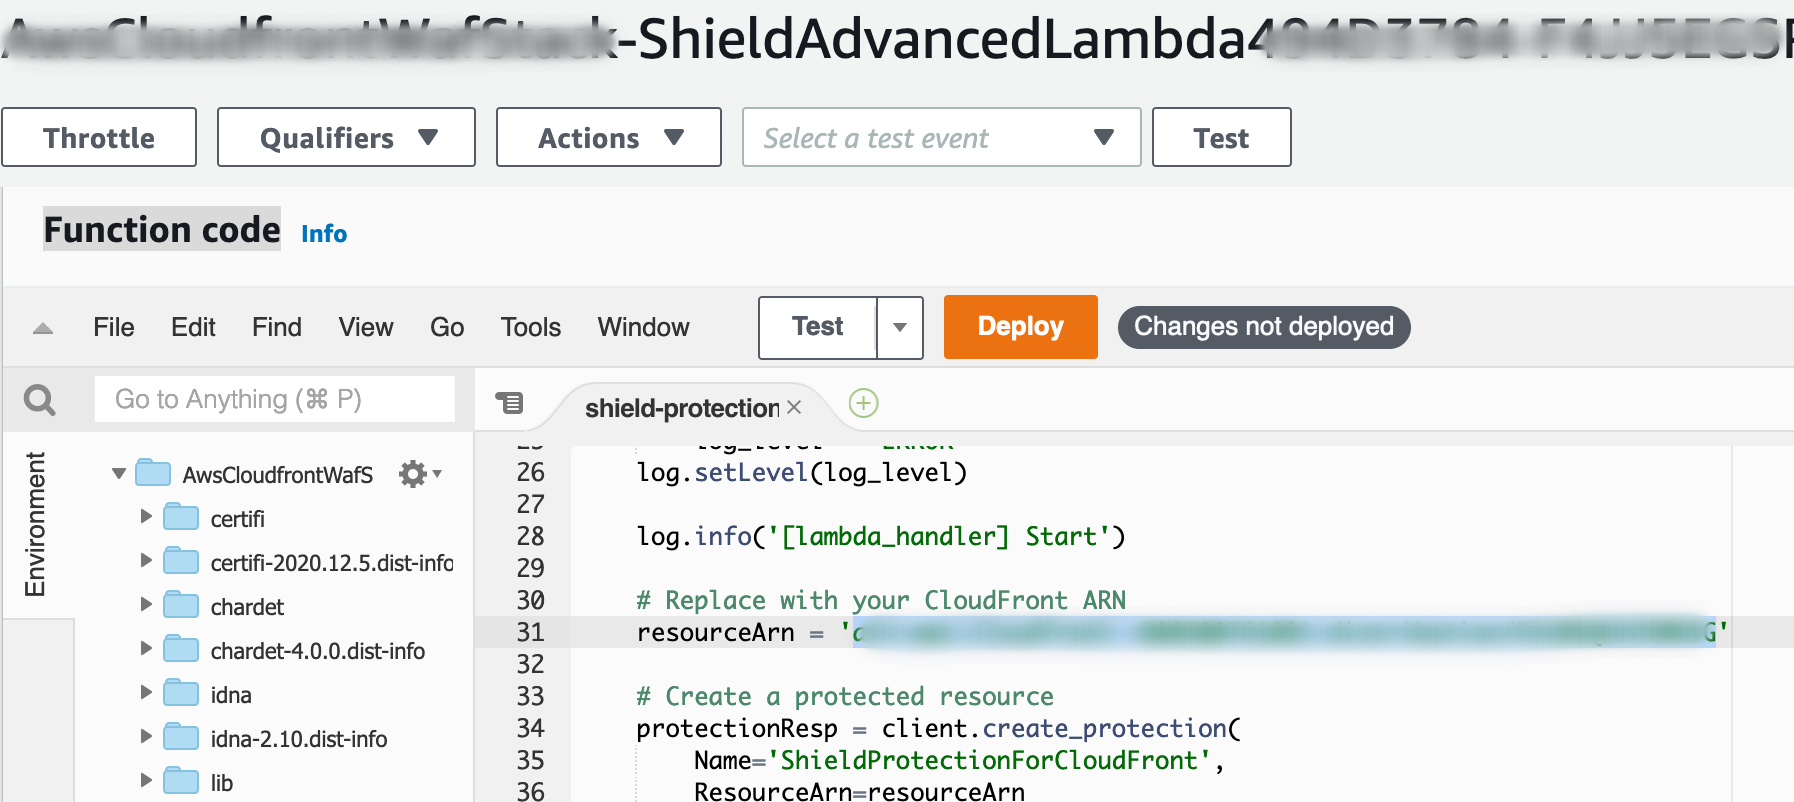 -ShieldAdvancedLambda4
Throttle Qualifiers Actions Select a test event Test
Function code Info
File Edit Find View Go Tools Window Test Deploy Changes not deployed
Go to Anything (⌘ P) shield-protection
Environment
AwsCloudfrontWafS
certifi
certifi-2020.12.5.dist-info
chardet
chardet-4.0.0.dist-info
idna
idna-2.10.dist-info
lib
26 log.setLevel(log_level)
27
28 log.info('[lambda_handler] Start')
29
30 # Replace with your CloudFront ARN
31 resourceArn = '
32
33 # Create a protected resource
34 protectionResp = client.create_protection(
35 Name='ShieldProtectionForCloudFront',
36 ResourceArn=resourceArn